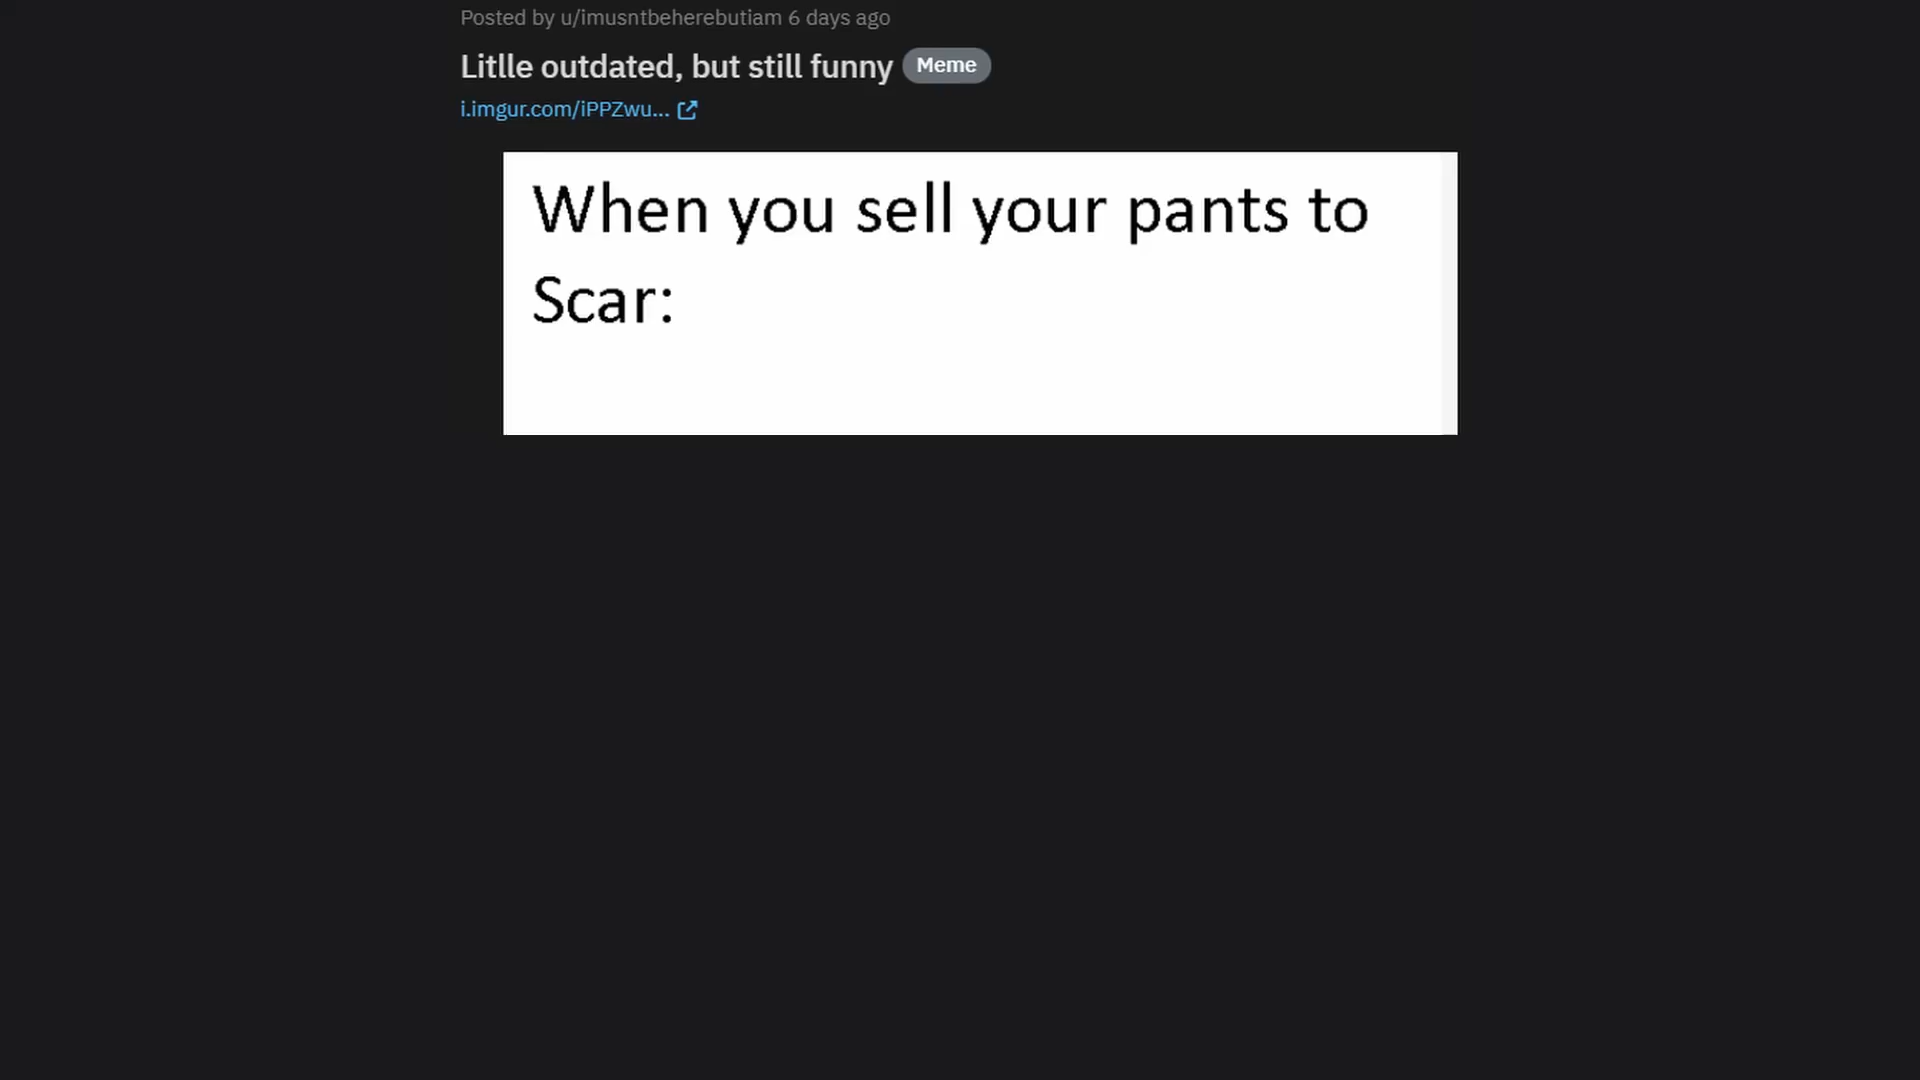 Posted by u/imusntbeherebutiam 6 days ago
Litlle outdated, but still funny Meme
i.imgur.com/iPPZwu...
When you sell your pants to
Scar: